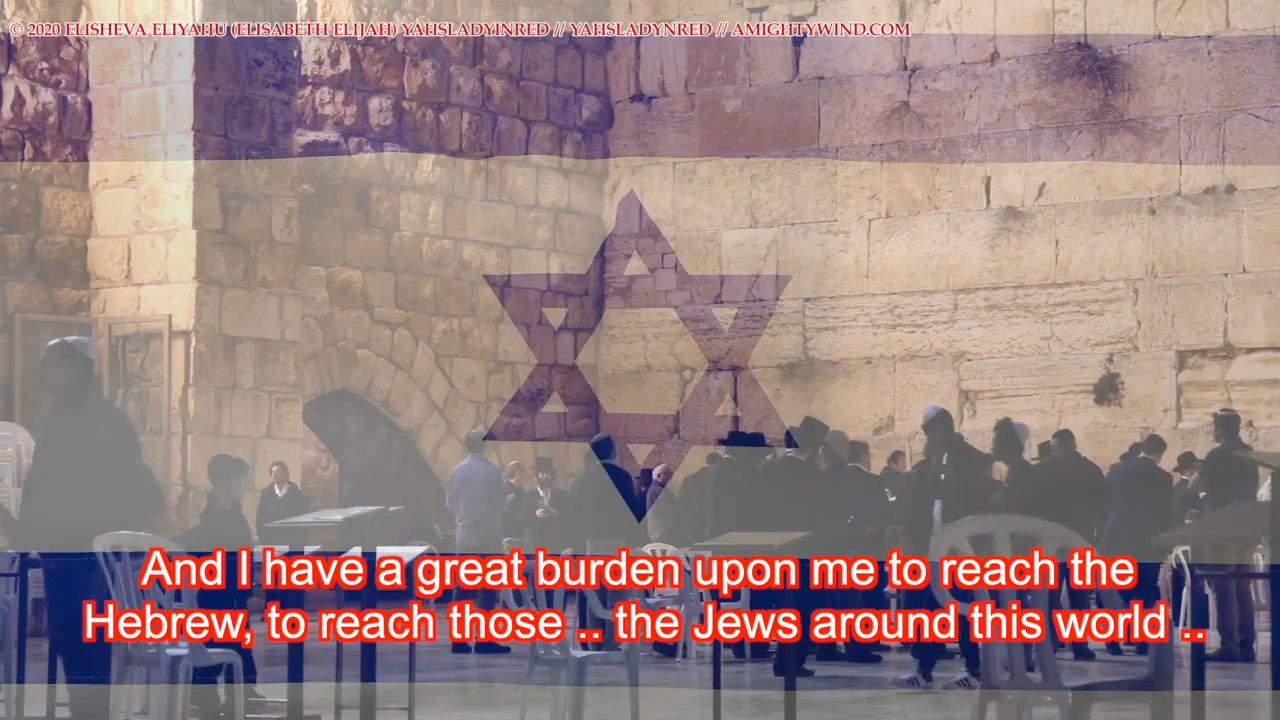 © 2020 ELISHEVA ELIYAHU (ELISABETH ELIJAH) YAHSLADYINRED // YAHSLADYNRED // AMIGHTYWIND.COM
And I have a great burden upon me to reach the
Hebrew, to reach those .. the Jews around this world ..